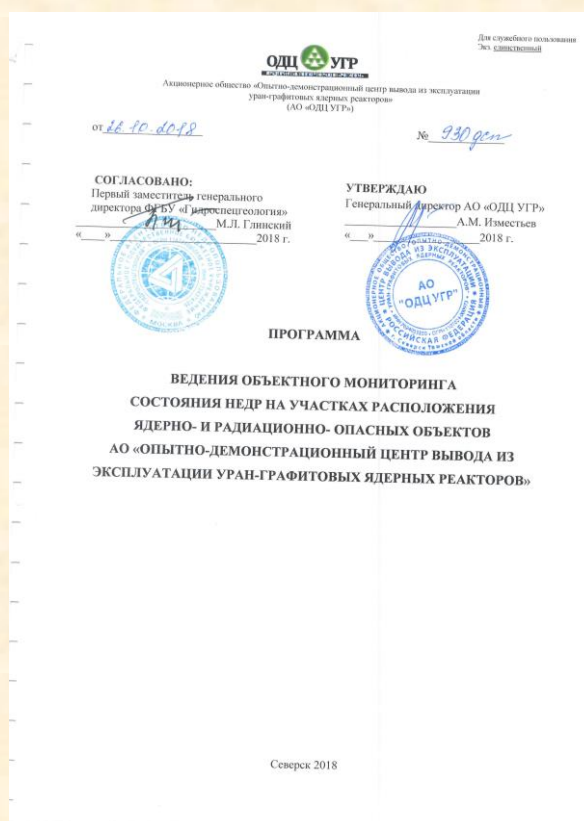 Для служебного пользования
Экз. единственный
ОДЦ УГР
Акционерное общество «Опытно-демонстрационный центр вывода из эксплуатации
уран-графитовых ядерных реакторов»
(АО «ОДЦ УГР»)
от 26.10.2018
№ 930 дсп
СОГЛАСОВАНО:
Первый заместитель генерального
директора ФГБУ «Гидроспецгеология»
М.Л. Глинский
«___» 2018 г.
УТВЕРЖДАЮ
Генеральный директор АО «ОДЦ УГР»
А.М. Изместьев
«___» 2018 г.
АО
"ОДЦ УГР"
РОССИЙСКАЯ ФЕДЕРАЦИЯ
ПРОГРАММА
ВЕДЕНИЯ ОБЪЕКТНОГО МОНИТОРИНГА
СОСТОЯНИЯ НЕДР НА УЧАСТКАХ РАСПОЛОЖЕНИЯ
ЯДЕРНО- И РАДИАЦИОННО- ОПАСНЫХ ОБЪЕКТОВ
АО «ОПЫТНО-ДЕМОНСТРАЦИОННЫЙ ЦЕНТР ВЫВОДА ИЗ
ЭКСПЛУАТАЦИИ УРАН-ГРАФИТОВЫХ ЯДЕРНЫХ РЕАКТОРОВ»
Северск 2018